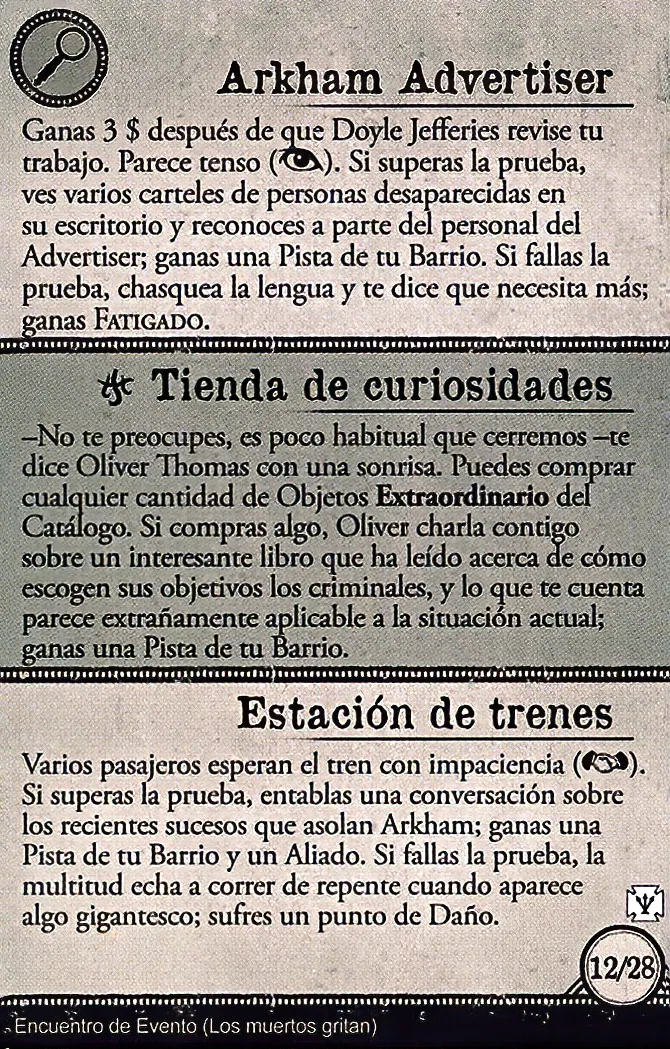 Arkham Advertiser
Ganas 3 $ después de que Doyle Jefferies revise tu
trabajo. Parece tenso ( ). Si superas la prueba,
ves varios carteles de personas desaparecidas en
su escritorio y reconoces a parte del personal del
Advertiser; ganas una Pista de tu Barrio. Si fallas la
prueba, chasquea la lengua y te dice que necesita más;
ganas FATIGADO.
Tienda de curiosidades
–No te preocupes, es poco habitual que cerremos –te
dice Oliver Thomas con una sonrisa. Puedes comprar
cualquier cantidad de Objetos Extraordinario del
Catálogo. Si compras algo, Oliver charla contigo
sobre un interesante libro que ha leído acerca de cómo
escogen sus objetivos los criminales, y lo que te cuenta
parece extrañamente aplicable a la situación actual;
ganas una Pista de tu Barrio.
Estación de trenes
Varios pasajeros esperan el tren con impaciencia ( ).
Si superas la prueba, entablas una conversación sobre
los recientes sucesos que asolan Arkham; ganas una
Pista de tu Barrio y un Aliado. Si fallas la prueba, la
multitud echa a correr de repente cuando aparece
algo gigantesco; sufres un punto de Daño.
12/28
- Encuentro de Evento (Los muertos gritan)